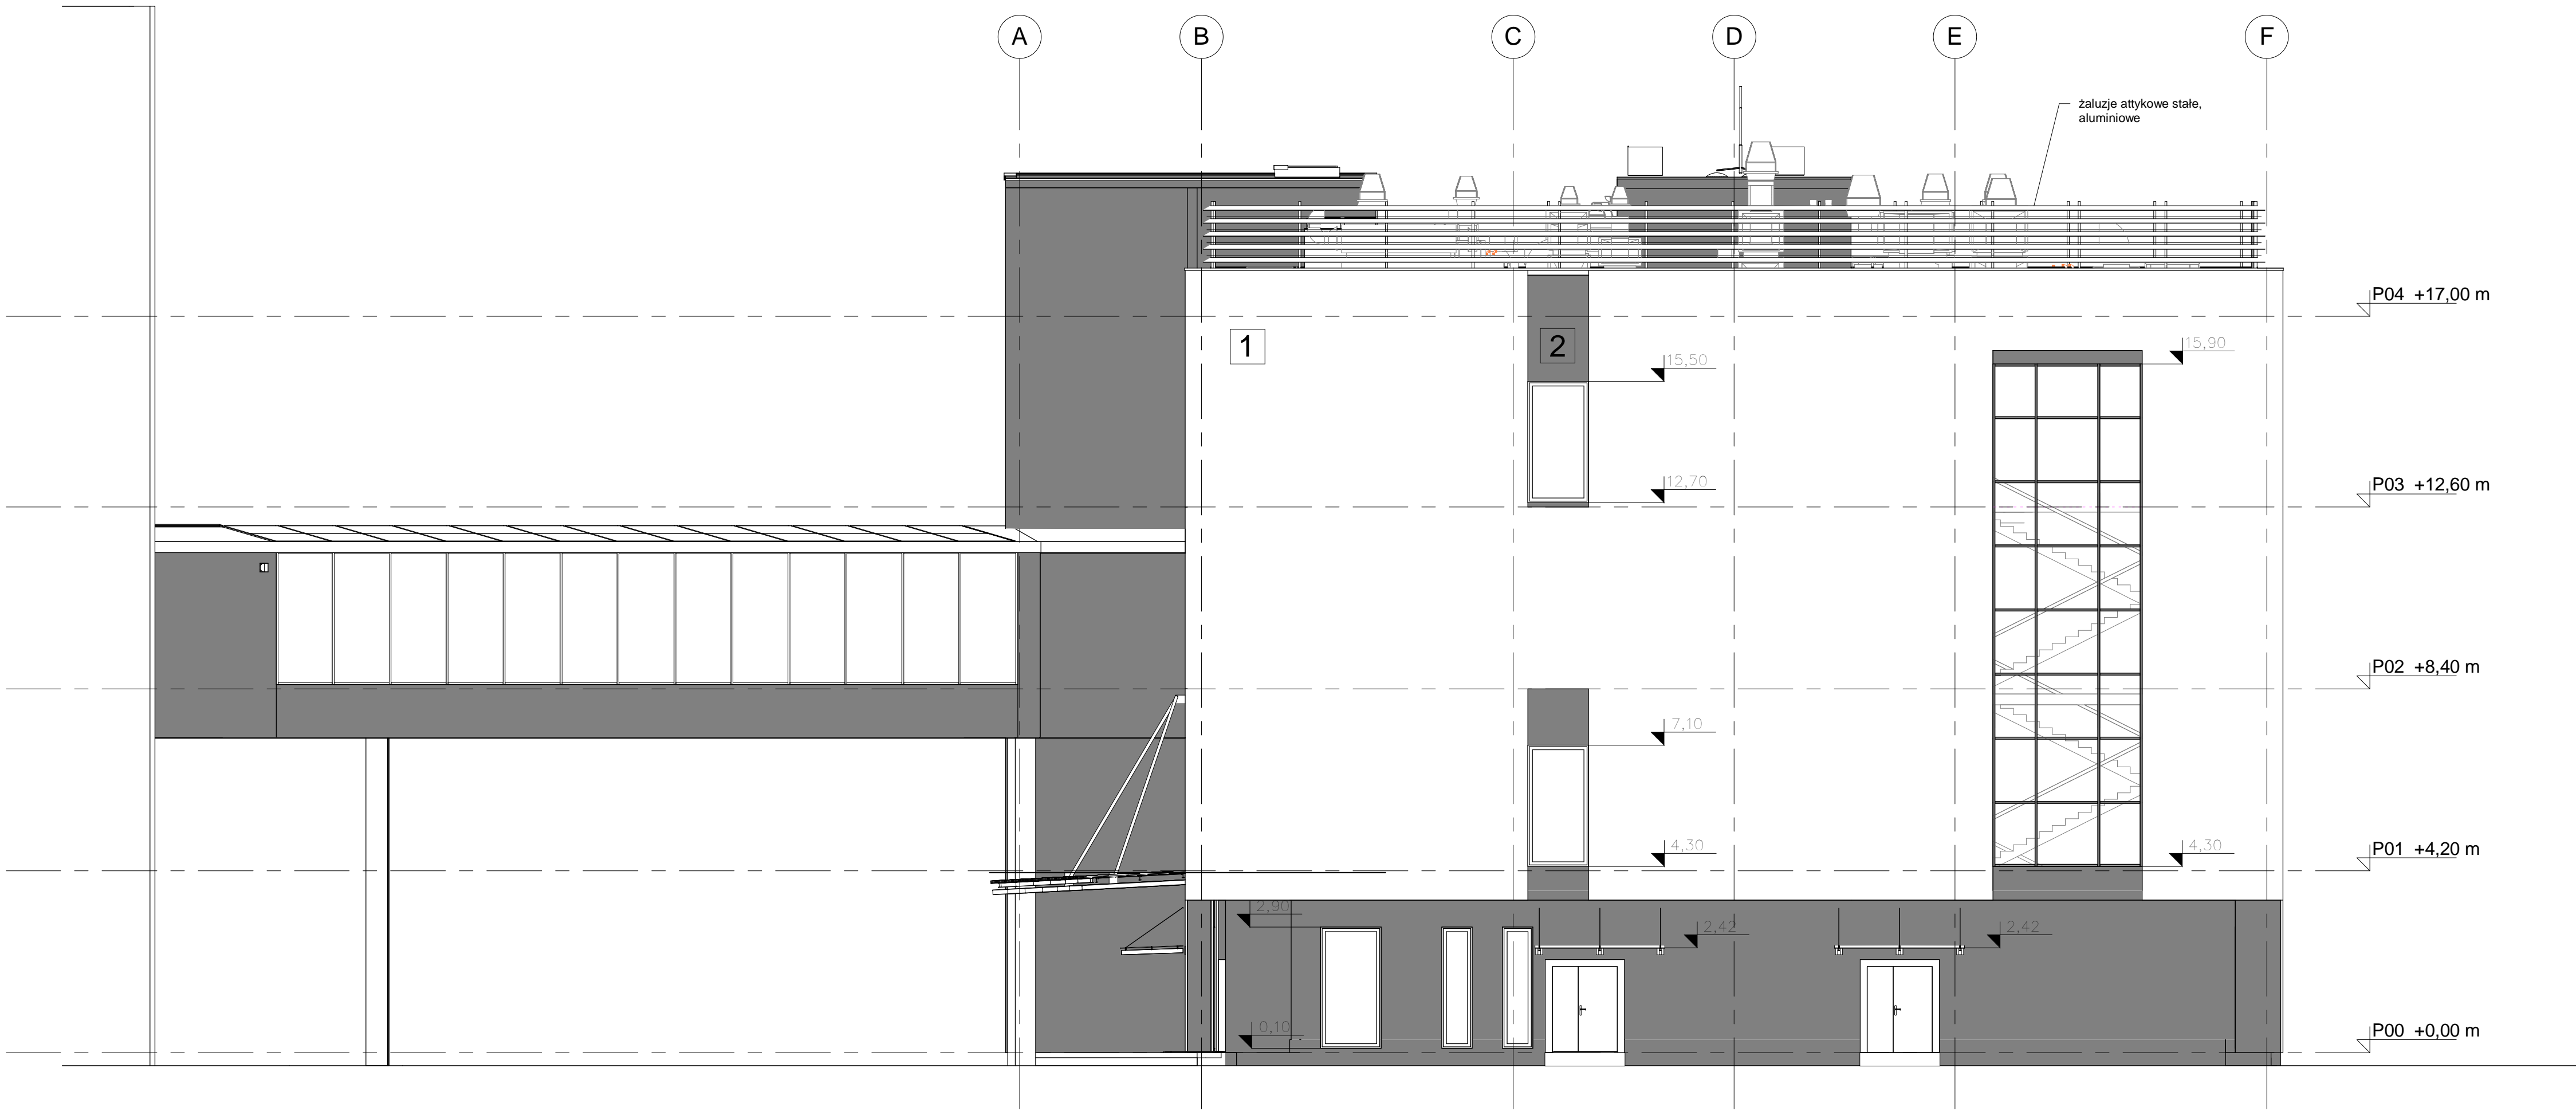 A
B
C
D
E
F
żaluzje attykowe stałe,
aluminiowe
P04 +17,00 m
1
2
15,50
15,90
12,70
P03 +12,60 m
P02 +8,40 m
7,10
4,30
4,30
P01 +4,20 m
2,90
2,42
2,42
0,10
P00 +0,00 m